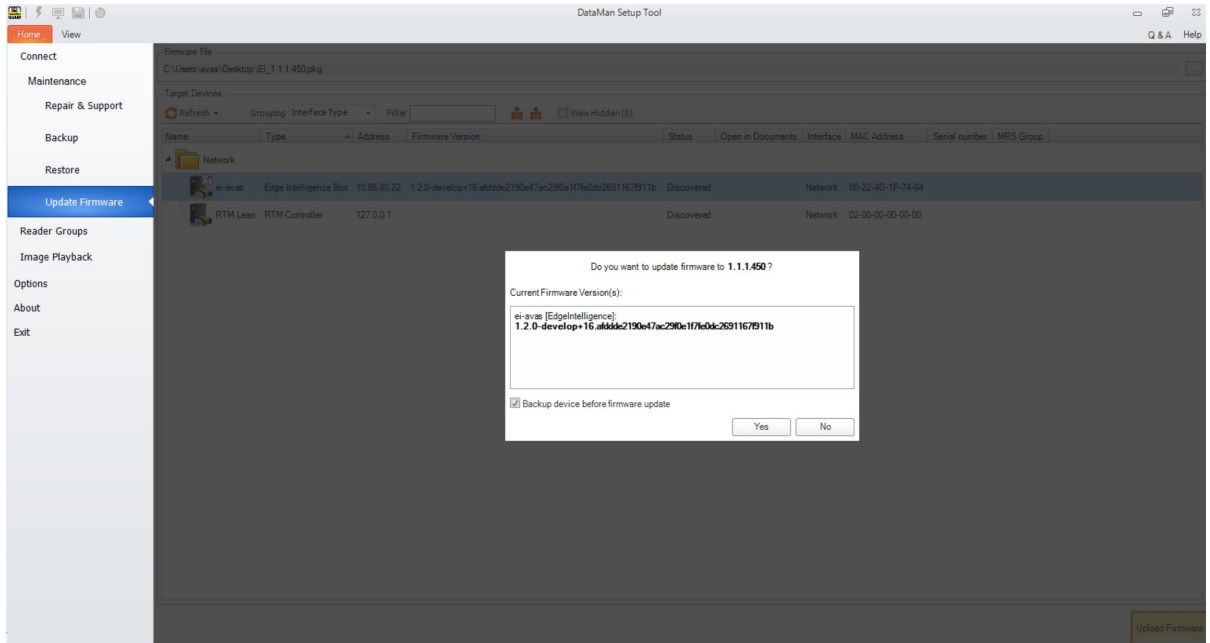 DataMan Setup Tool
Home View Q & A Help
Connect
Maintenance
Repair & Support
Backup
Restore
Update Firmware
Reader Groups
Image Playback
Options
About
Exit
Firmware File
C:\Users\avas\Desktop\EI_1.1.1.450.pkg
...
Target Devices
Refresh Grouping Interface Type Filter View Hidden (0)
Name Type Address Firmware Version Status Open in Documents Interface MAC Address Serial number MRS Group
Network
ei-avas Edge Intelligence Box 10.86.80.22 1.2.0-develop+16.afddde2190e47ac29f0e1f7fe0dc2691167f911b Discovered Network 00-22-4D-1F-74-64
RTM Lean RTM Controller 127.0.0.1 Discovered Network 02-00-00-00-00-00
Do you want to update firmware to 1.1.1.450 ?
Current Firmware Version(s):
ei-avas [EdgeIntelligence]:
1.2.0-develop+16.afddde2190e47ac29f0e1f7fe0dc2691167f911b
Backup device before firmware update
Yes No
Upload Firmware